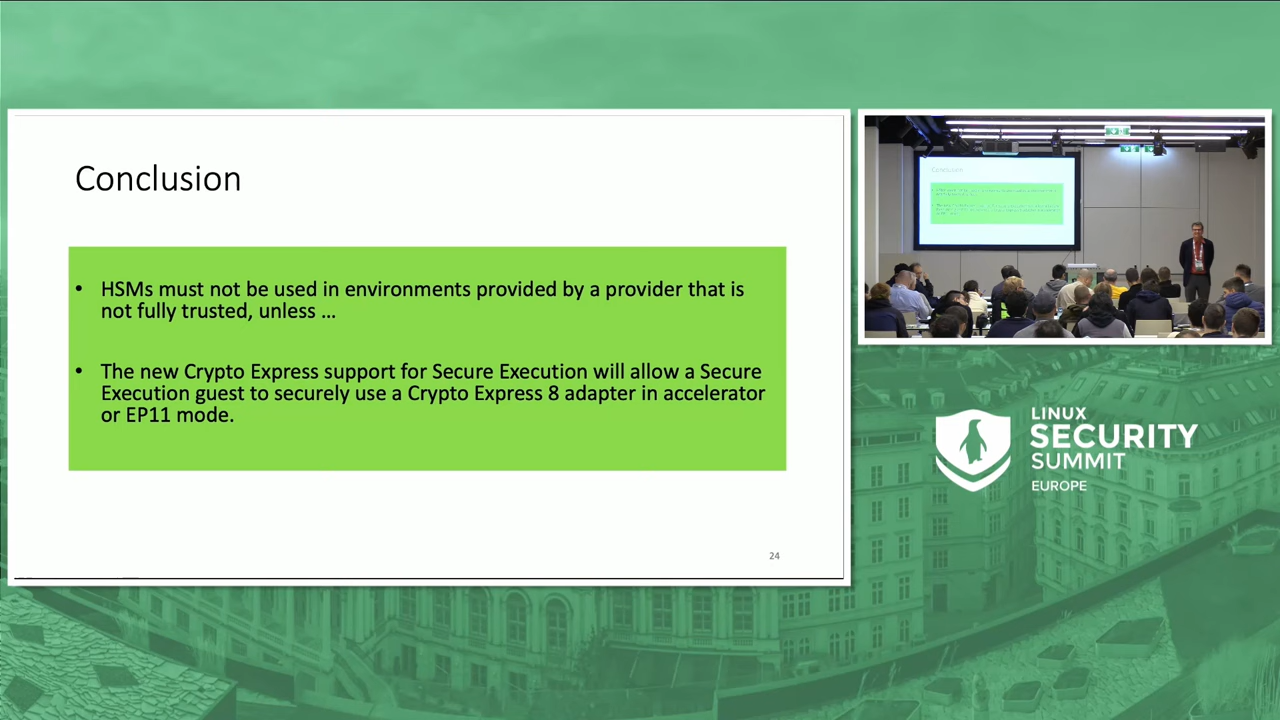 Conclusion
• HSMs must not be used in environments provided by a provider that is
not fully trusted, unless …
• The new Crypto Express support for Secure Execution will allow a Secure
Execution guest to securely use a Crypto Express 8 adapter in accelerator
or EP11 mode.
24
Conclusion
LINUX
SECURITY
SUMMIT
EUROPE